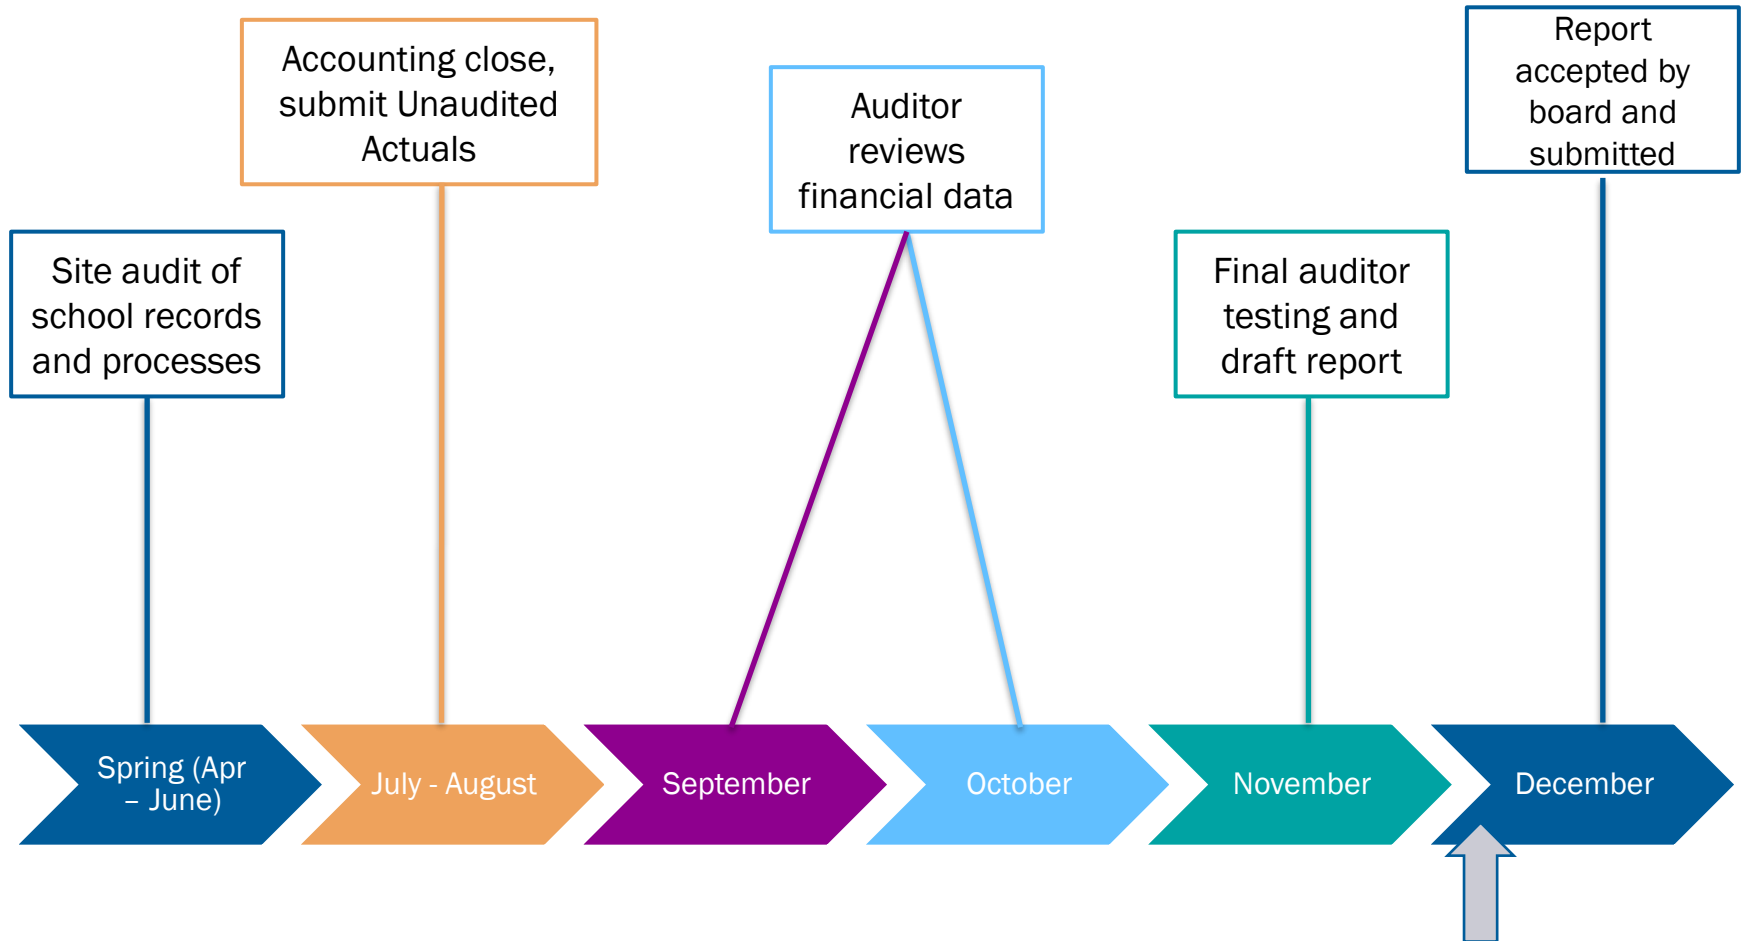 Report
accepted by
board and
submitted
Accounting close,
submit Unaudited
Actuals
Auditor
reviews
financial data
Site audit of
school records
and processes
Final auditor
testing and
draft report
Spring (Apr
– June)
July - August
September
October
November
December